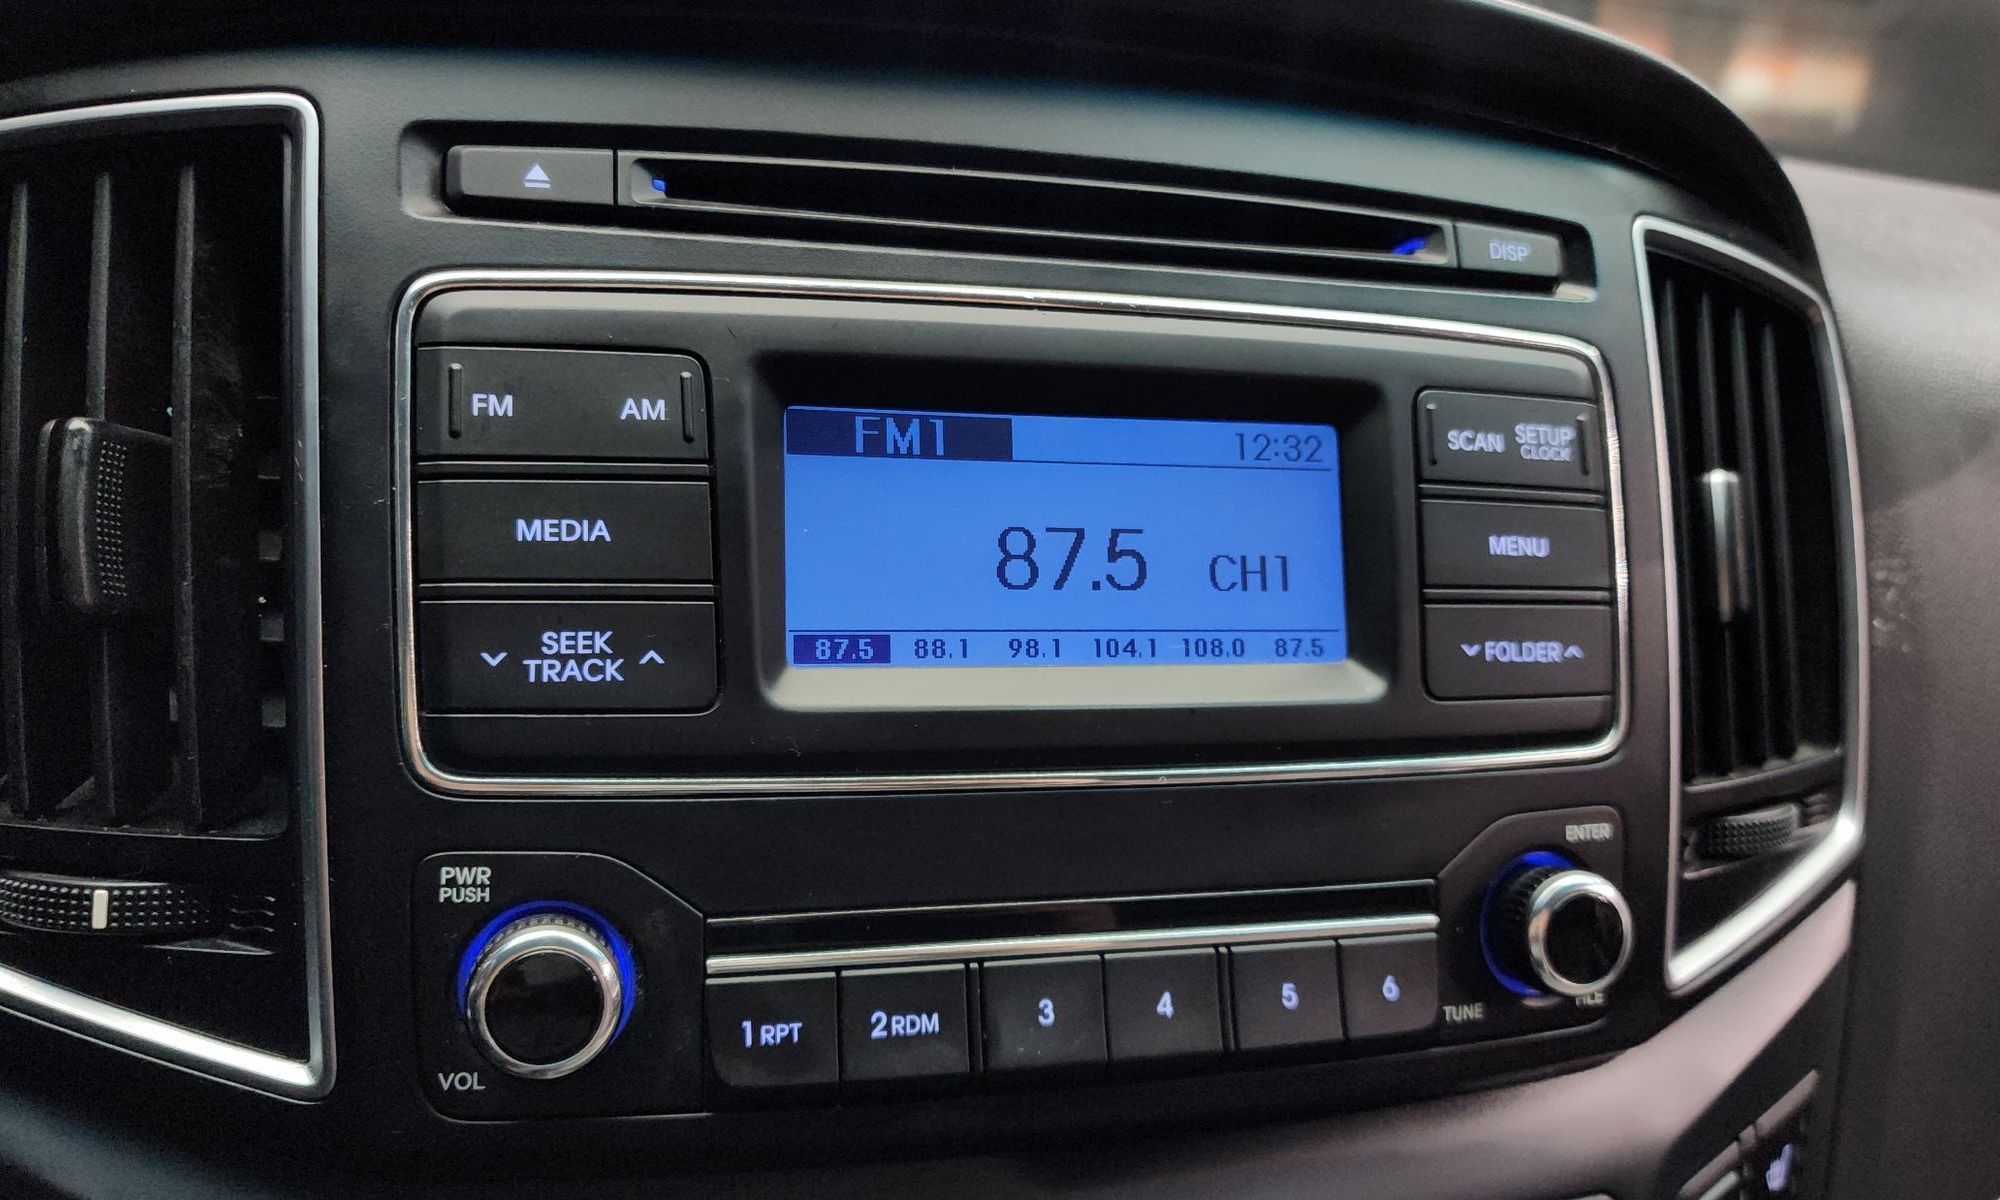 DISP
FM AM
MEDIA
SEEK
TRACK
FM1 12:32
87.5 CH1
87.5 88.1 98.1 104.1 108.0 87.5
SCAN SETUP
CLOCK
MENU
FOLDER
PWR
PUSH
VOL
1 RPT 2 RDM 3 4 5 6
ENTER
TUNE FILE